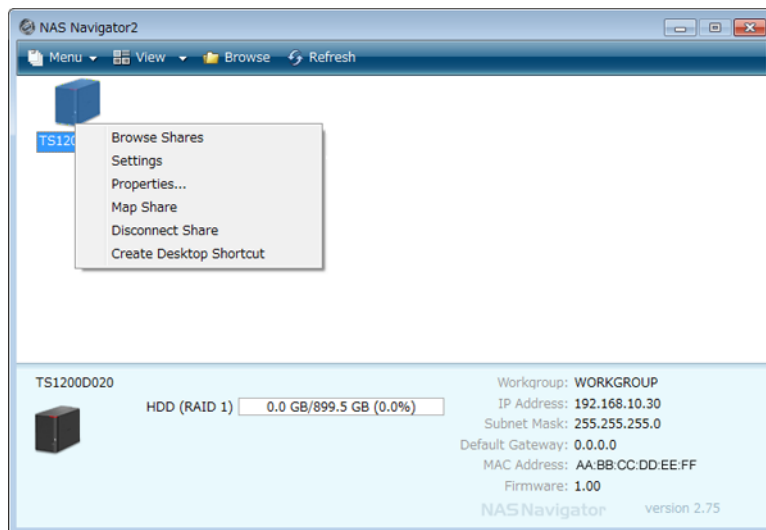 NAS Navigator2
Menu View Browse Refresh
TS120
Browse Shares
Settings
Properties...
Map Share
Disconnect Share
Create Desktop Shortcut
TS1200D020
HDD (RAID 1) 0.0 GB/899.5 GB (0.0%)
Workgroup: WORKGROUP
IP Address: 192.168.10.30
Subnet Mask: 255.255.255.0
Default Gateway: 0.0.0.0
MAC Address: AA:BB:CC:DD:EE:FF
Firmware: 1.00
NASNavigator version 2.75